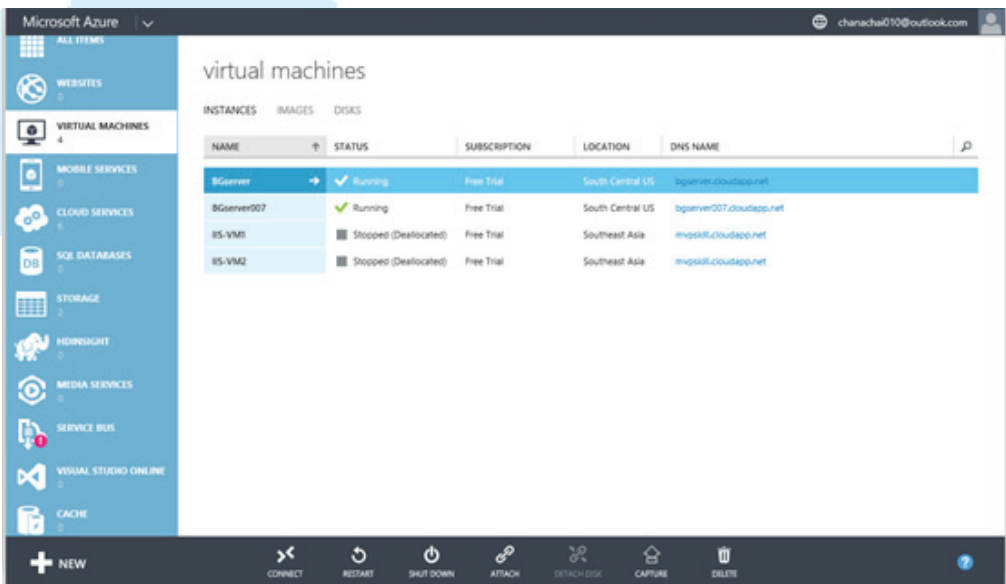 Microsoft Azure
chanachai010@outlook.com
ALL ITEMS
WEBSITES
0
VIRTUAL MACHINES
4
MOBILE SERVICES
0
CLOUD SERVICES
6
SQL DATABASES
0
DB
STORAGE
2
HDINSIGHT
0
MEDIA SERVICES
0
SERVICE BUS
VISUAL STUDIO ONLINE
0
CACHE
0
virtual machines
INSTANCES IMAGES DISKS
NAME STATUS SUBSCRIPTION LOCATION DNS NAME
BGserver Running Free Trial South Central US bgserver.cloudapp.net
BGserver007 Running Free Trial South Central US bgserver007.cloudapp.net
IIS-VM1 Stopped (Deallocated) Free Trial Southeast Asia mvpskill.cloudapp.net
IIS-VM2 Stopped (Deallocated) Free Trial Southeast Asia mvpskill.cloudapp.net
NEW CONNECT RESTART SHUT DOWN ATTACH DETACH DISK CAPTURE DELETE ?